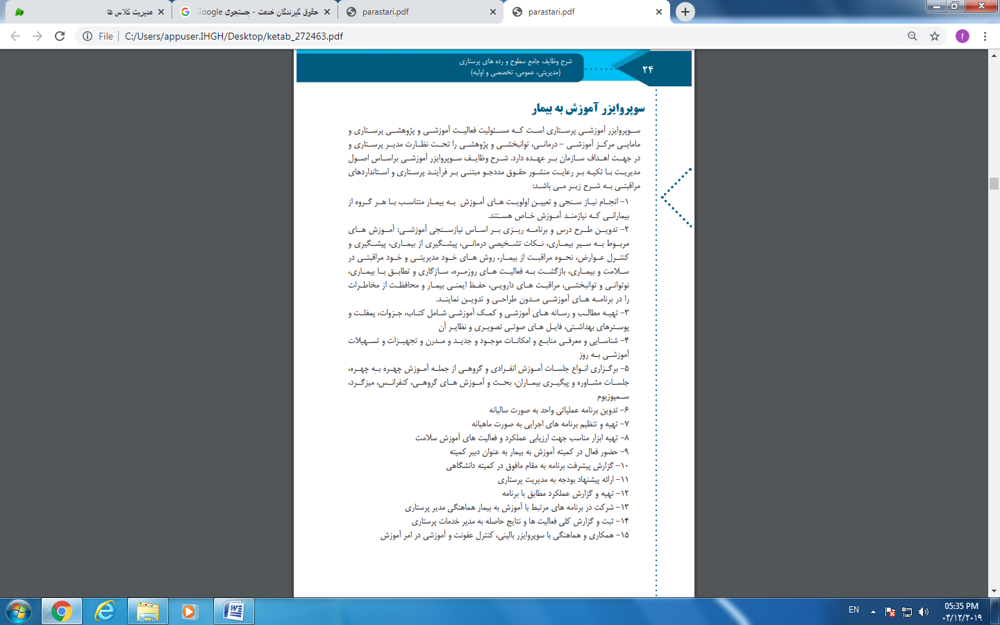 مدیریت کلاس ها
حقوق گیرندگان خدمت - جستجوی Google
parastari.pdf
parastari.pdf
File | C:/Users/appuser.IHGH/Desktop/ketab_272463.pdf
f
شرح وظایف جامع سطوح و رده های پرستاری
(مدیریتی، عمومی، تخصصی و اولیه)
۲۴
سوپروایزر آموزش به بیمار
سوپروایزر آموزشی پرستاری است که مسئولیت فعالیت آموزشی و پژوهشی پرستاری و
مامایی مرکز آموزشی – درمانی، توانبخشی و پژوهشی را تحت نظارت مدیر پرستاری و
در جهت اهداف سازمان بر عهده دارد. شرح وظایف سوپروایزر آموزشی براساس اصول
مدیریت با تکیه بر رعایت منشور حقوق مددجو مبتنی بر فرآیند پرستاری و استانداردهای
مراقبتی به شرح زیر می باشد:
۱- انجام نیاز سنجی و تعیین اولویت های آموزش به بیمار متناسب با هر گروه از
بیمارانی که نیازمند آموزش خاص هستند.
۲- تدوین طرح درس و برنامه ریزی بر اساس نیازسنجی آموزشی: آموزش های
مربوط به سیر بیماری، نکات تشخیصی درمانی، پیشگیری از بیماری، پیشگیری و
کنترل عوارض، نحوه مراقبت از بیمار، روش های خود مدیریتی و خود مراقبتی در
سلامت و بیماری، بازگشت به فعالیت های روزمره، سازگاری و تطابق با بیماری،
نوتوانی و توانبخشی، مراقبت های دارویی، حفظ ایمنی بیمار و محافظت از مخاطرات
را در برنامه های آموزشی مدون طراحی و تدوین نمایند.
۳- تهیه مطالب و رسانه های آموزشی و کمک آموزشی شامل کتاب، جزوات، پمفلت و
پوسترهای بهداشتی، فایل های صوتی تصویری و نظایر آن
۴- شناسایی و معرفی منابع و امکانات موجود و جدید و مدرن و تجهیزات و تسهیلات
آموزشی به روز
۵- برگزاری انواع جلسات آموزش انفرادی و گروهی از جمله آموزش چهره به چهره،
جلسات مشاوره و پیگیری بیماران، بحث و آموزش های گروهی، کنفرانس، میزگرد،
سمپوزیوم
۶- تدوین برنامه عملیاتی واحد به صورت سالیانه
۷- تهیه و تنظیم برنامه های اجرایی به صورت ماهیانه
۸- تهیه ابزار مناسب جهت ارزیابی عملکرد و فعالیت های آموزش سلامت
۹- حضور فعال در کمیته آموزش به بیمار به عنوان دبیر کمیته
۱۰- گزارش پیشرفت برنامه به مقام مافوق در کمیته دانشگاهی
۱۱- ارائه پیشنهاد بودجه به مدیریت پرستاری
۱۲- تهیه و گزارش عملکرد مطابق با برنامه
۱۳- شرکت در برنامه های مرتبط با آموزش به بیمار هماهنگی مدیر پرستاری
۱۴- ثبت و گزارش کلی فعالیت ها و نتایج حاصله به مدیر خدمات پرستاری
۱۵- همکاری و هماهنگی با سوپروایزر بالینی، کنترل عفونت و آموزشی در امر آموزش
EN
05:35 PM
۰۳/۱۲/۲۰۱۹